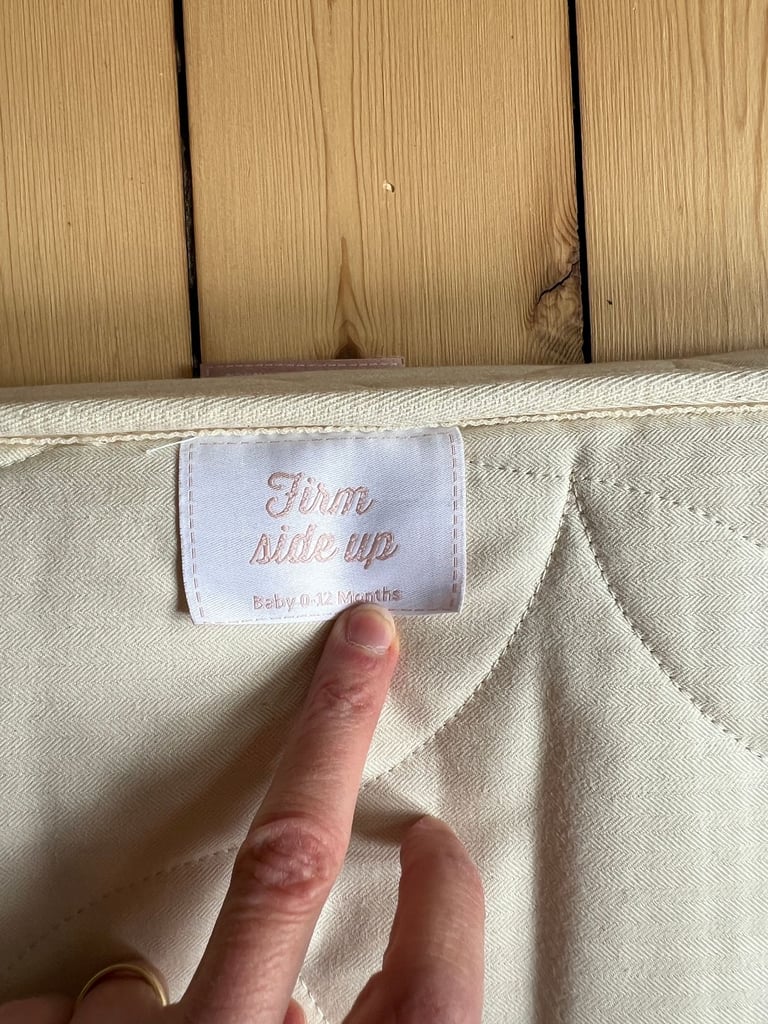 Firm
side up
Baby 0-12 Months